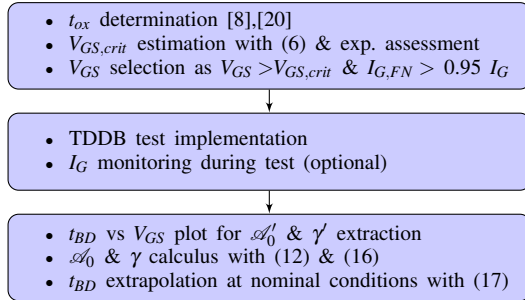 • t_ox determination [8],[20]
• V_GS,crit estimation with (6) & exp. assessment
• V_GS selection as V_GS >V_GS,crit & I_G,FN > 0.95 I_G
• TDDB test implementation
• I_G monitoring during test (optional)
• t_BD vs V_GS plot for 𝒜₀′ & γ′ extraction
• 𝒜₀ & γ calculus with (12) & (16)
• t_BD extrapolation at nominal conditions with (17)